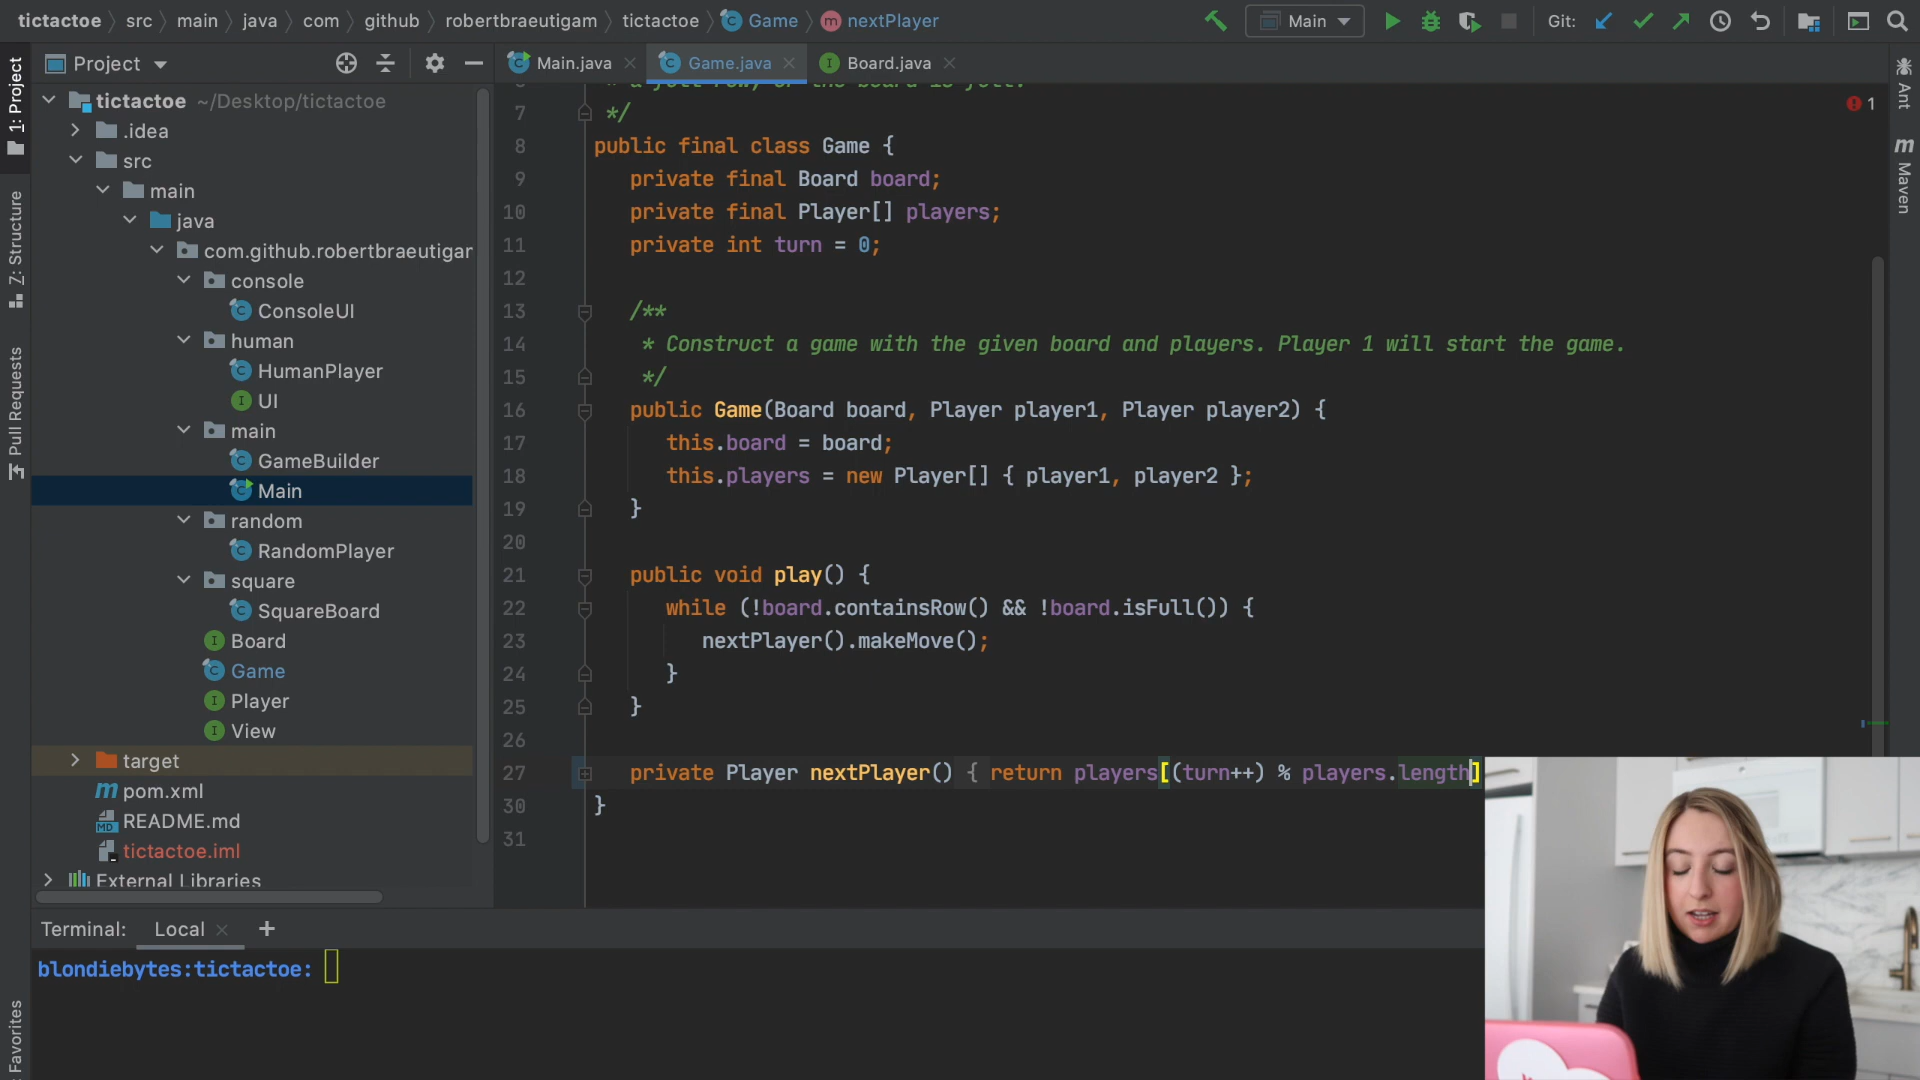 tictactoe
src
main
java
com
github
robertbraeutigam
tictactoe
Game
nextPlayer
Main
Git:
1: Project
Z: Structure
Pull Requests
Favorites
Project
tictactoe ~/Desktop/tictactoe
.idea
src
main
java
com.github.robertbraeutigam
console
ConsoleUI
human
HumanPlayer
UI
main
GameBuilder
Main
random
RandomPlayer
square
SquareBoard
Board
Game
Player
View
target
pom.xml
README.md
tictactoe.iml
External Libraries
Main.java
Game.java
Board.java
1
Ant
Maven
7 */
8 public final class Game {
9 private final Board board;
10 private final Player[] players;
11 private int turn = 0;
12
13 /**
14 * Construct a game with the given board and players. Player 1 will start the game.
15 */
16 public Game(Board board, Player player1, Player player2) {
17 this.board = board;
18 this.players = new Player[] { player1, player2 };
19 }
20
21 public void play() {
22 while (!board.containsRow() && !board.isFull()) {
23 nextPlayer().makeMove();
24 }
25 }
26
27 private Player nextPlayer() { return players[(turn++) % players.length]
30 }
31
Terminal:
Local
blondiebytes:tictactoe: